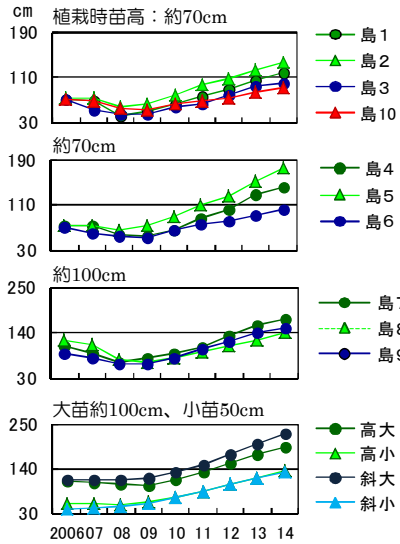 cm
植栽時苗高：約70cm
190
110
30
島1
島2
島3
島10
約70cm
190
110
30
島4
島5
島6
約100cm
250
140
30
島7
島8
島9
大苗約100cm、小苗50cm
250
140
30
高大
高小
斜大
斜小
2006 07 08 09 10 11 12 13 14